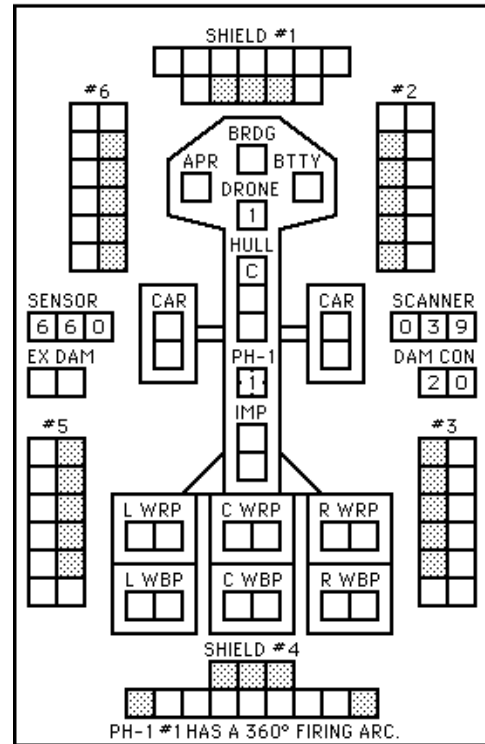 SHIELD #1
#6
#2
BRDG
APR
BTTY
DRONE
1
HULL
C
SENSOR
CAR
CAR
SCANNER
6 6 0
0 3 9
EX DAM
PH-1
DAM CON
1
2 0
IMP
#5
#3
L WRP
C WRP
R WRP
L WBP
C WBP
R WBP
SHIELD #4
PH-1 #1 HAS A 360° FIRING ARC.